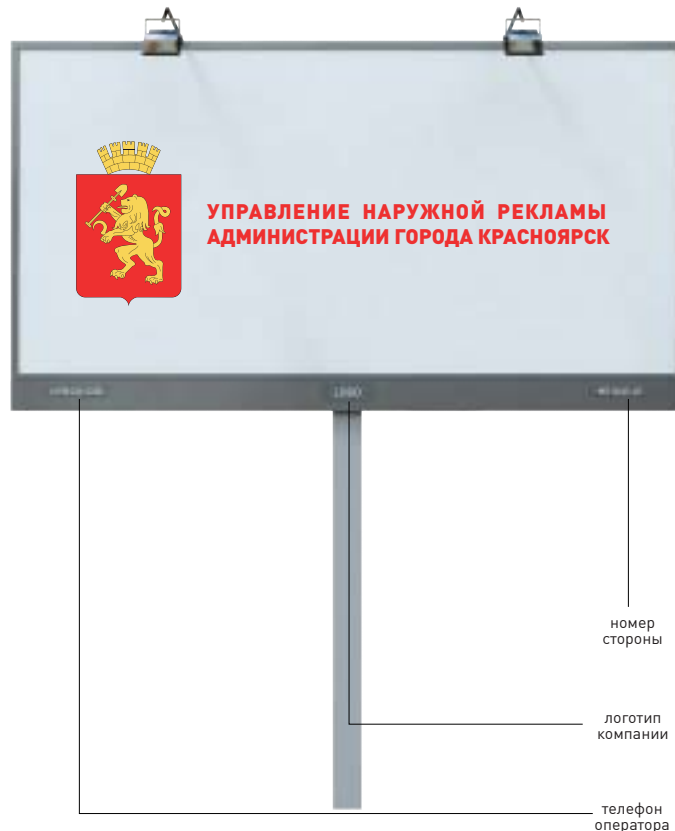 УПРАВЛЕНИЕ НАРУЖНОЙ РЕКЛАМЫ
АДМИНИСТРАЦИИ ГОРОДА КРАСНОЯРСК
номер
стороны
логотип
компании
телефон
оператора